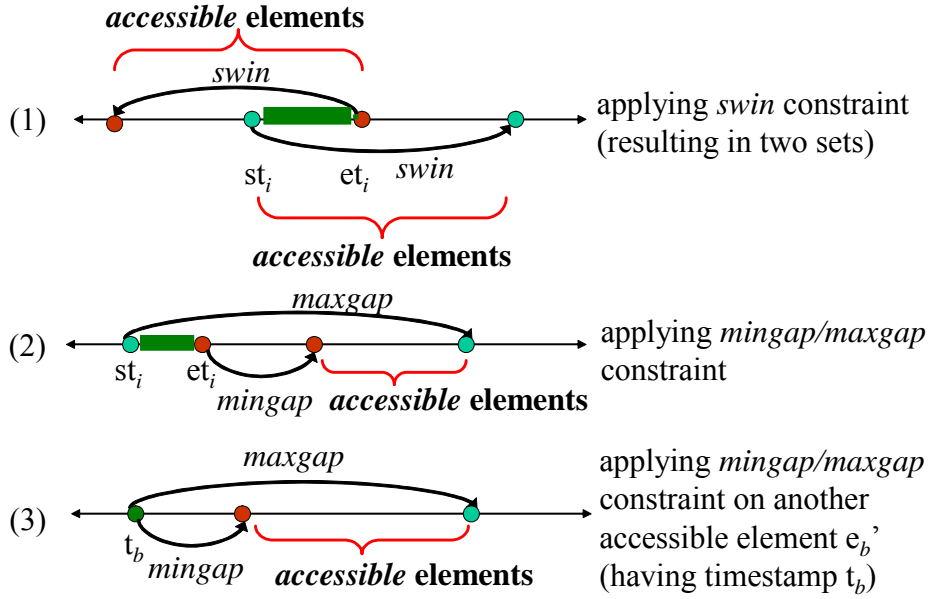 accessible elements
swin
(1)
applying swin constraint
(resulting in two sets)
st_i
et_i
swin
accessible elements
maxgap
(2)
applying mingap/maxgap
constraint
st_i
et_i
mingap
accessible elements
maxgap
(3)
applying mingap/maxgap
constraint on another
accessible element e_b’
(having timestamp t_b)
t_b
mingap
accessible elements